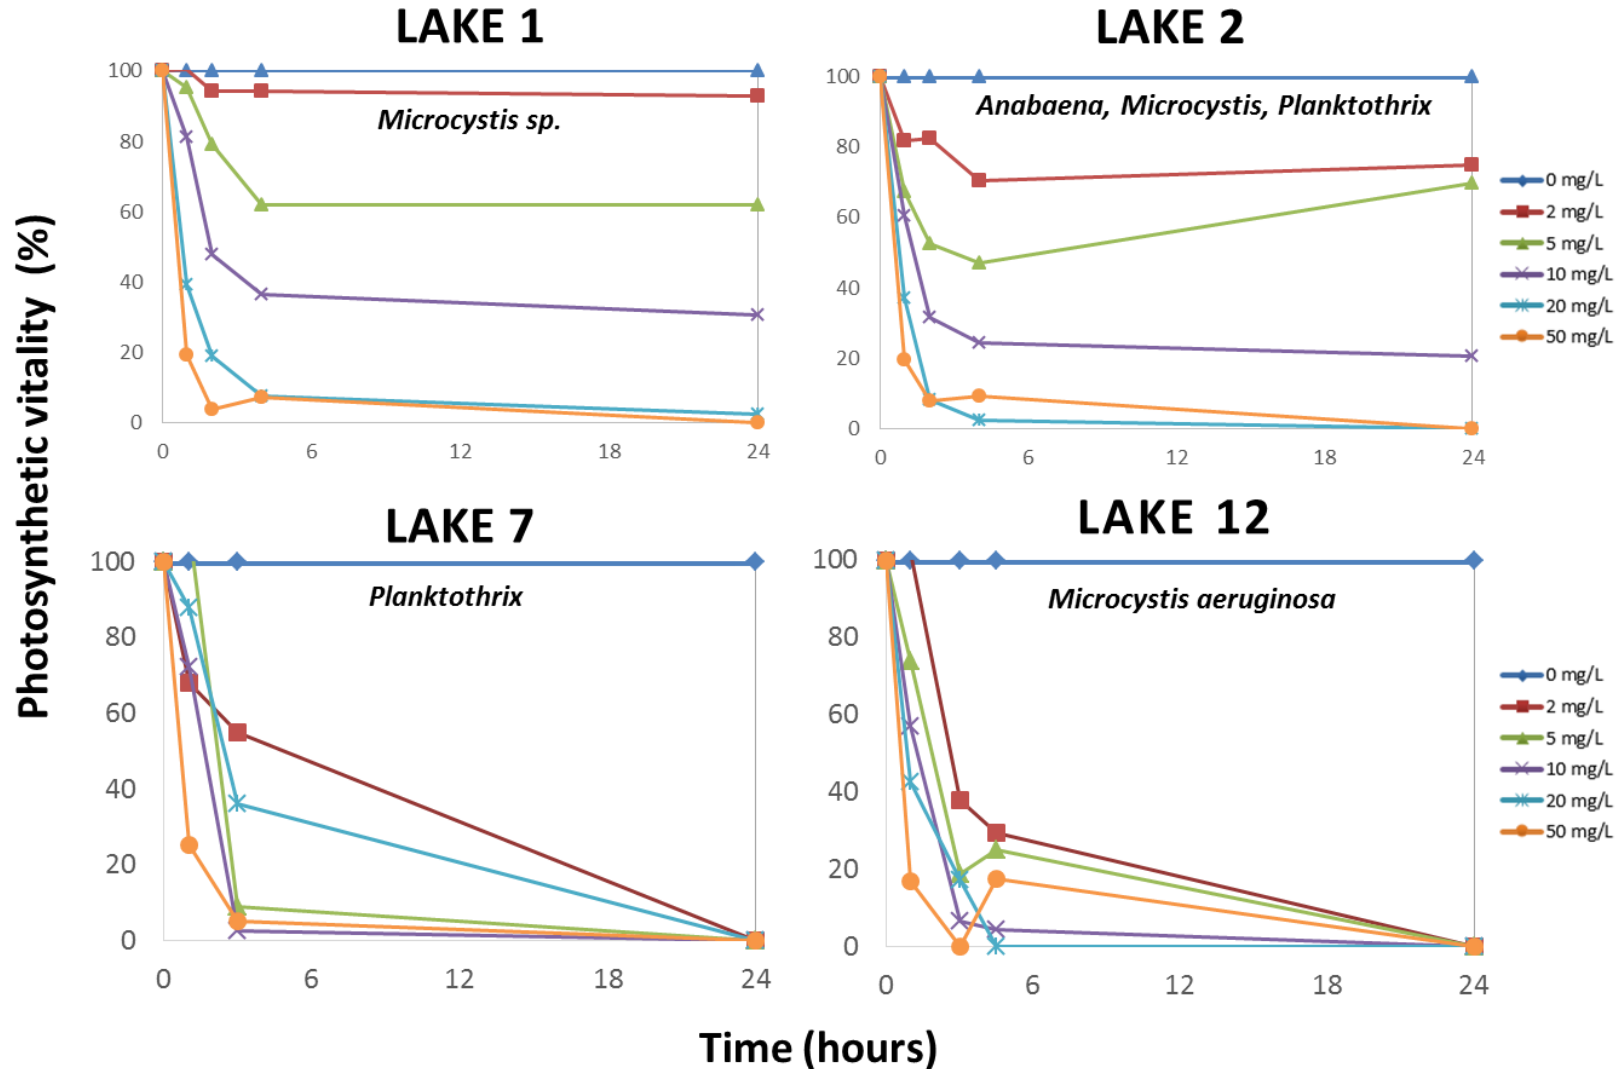 LAKE 1
100
80
60
40
20
0
0 6 12 18 24
Microcystis sp.
LAKE 2
100
80
60
40
20
0
0 6 12 18 24
Anabaena, Microcystis, Planktothrix
0 mg/L
2 mg/L
5 mg/L
10 mg/L
20 mg/L
50 mg/L
Photosynthetic vitality (%)
LAKE 7
100
80
60
40
20
0
0 6 12 18 24
Planktothrix
LAKE 12
100
80
60
40
20
0
0 6 12 18 24
Microcystis aeruginosa
0 mg/L
2 mg/L
5 mg/L
10 mg/L
20 mg/L
50 mg/L
Time (hours)